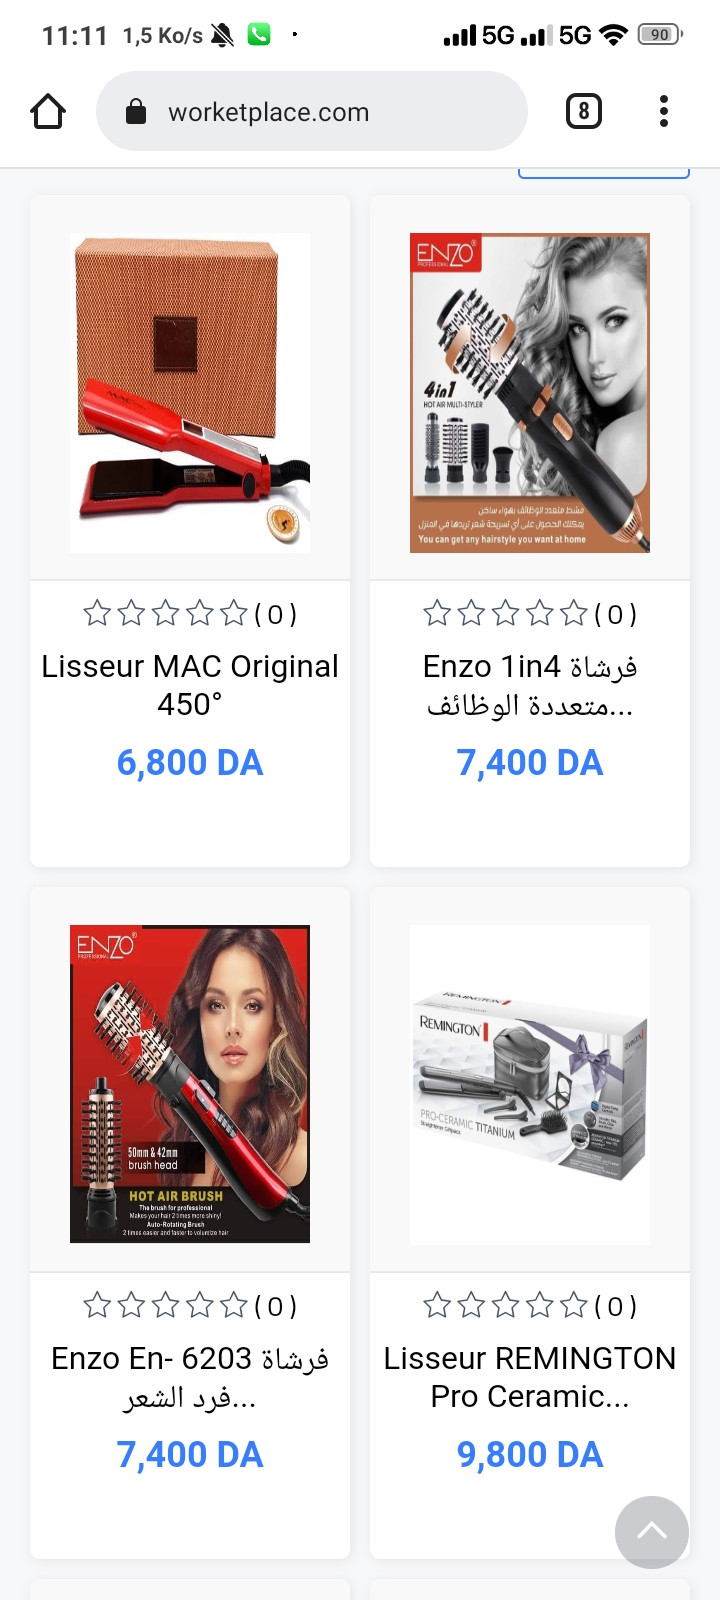 11:11 1,5 Ko/s 5G 5G 90
worketplace.com 8
ENZO®
PROFESSIONAL
4in1
HOT AIR MULTI-STYLER
مشط متعدد الوظائف بهواء ساخن
يمكنك الحصول على أي تسريحة شعر تريدها في المنزل
You can get any hairstyle you want at home
( 0 )
Lisseur MAC Original
450°
6,800 DA
( 0 )
Enzo 1in4 فرشاة
متعددة الوظائف...
7,400 DA
ENZO®
PROFESSIONAL
50mm & 42mm
brush head
HOT AIR BRUSH
The brush for professional
Makes your hair 2 times more shiny!
Auto-Rotating Brush
2 times easier and faster to volumize hair
REMINGTON
REMINGTON
PRO-CERAMIC TITANIUM
Straightener Giftpack
( 0 )
Enzo En- 6203 فرشاة
فرد الشعر...
7,400 DA
( 0 )
Lisseur REMINGTON
Pro Ceramic...
9,800 DA